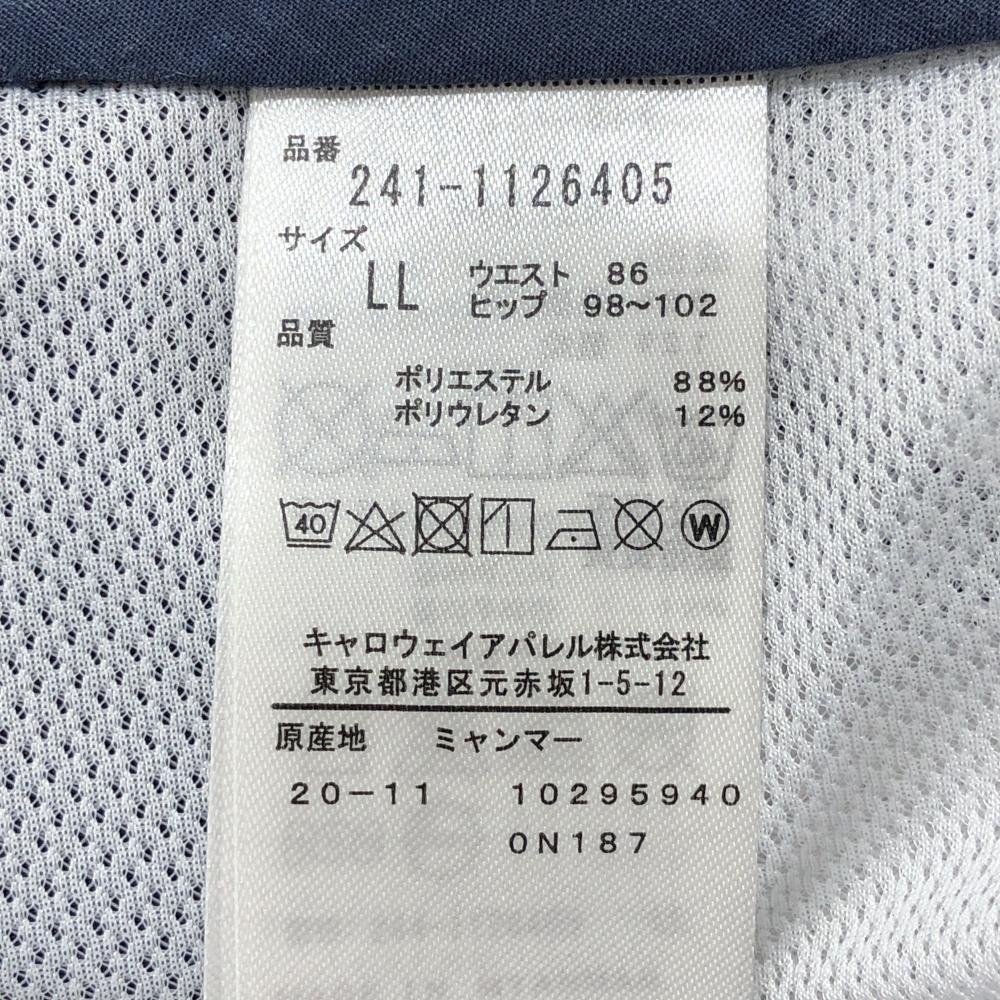 品番
241-1126405
サイズ
LL ウエスト 86
ヒップ 98~102
品質
ポリエステル 88%
ポリウレタン 12%
40 W
キャロウェイアパレル株式会社
東京都港区元赤坂1-5-12
原産地 ミャンマー
20-11 10295940
0N187